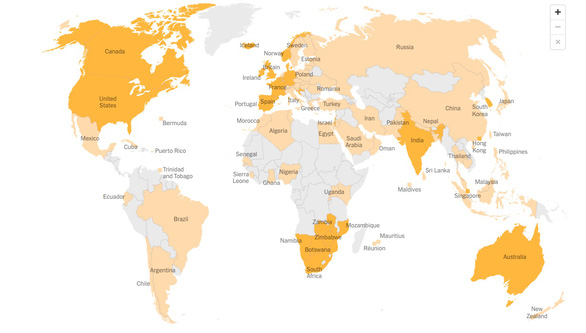 Canada
Iceland
Sweden
Norway
Estonia
Russia
Britain
Ireland
Poland
United
States
France
Romania
Portugal
Spain
Italy
Greece
Turkey
China
South
Korea
Japan
Bermuda
Morocco
Israel
Iran
Pakistan
Nepal
Mexico
Cuba
Algeria
Egypt
Saudi
Arabia
Oman
India
Taiwan
Hong
Kong
Puerto Rico
Senegal
Thailand
Philippines
Trinidad
and Tobago
Sierra
Leone
Ghana
Nigeria
Sri Lanka
Maldives
Malaysia
Singapore
Ecuador
Uganda
Brazil
Zambia
Mozambique
Zimbabwe
Mauritius
Réunion
Namibia
Botswana
Australia
Argentina
Chile
South
Africa
New
Zealand